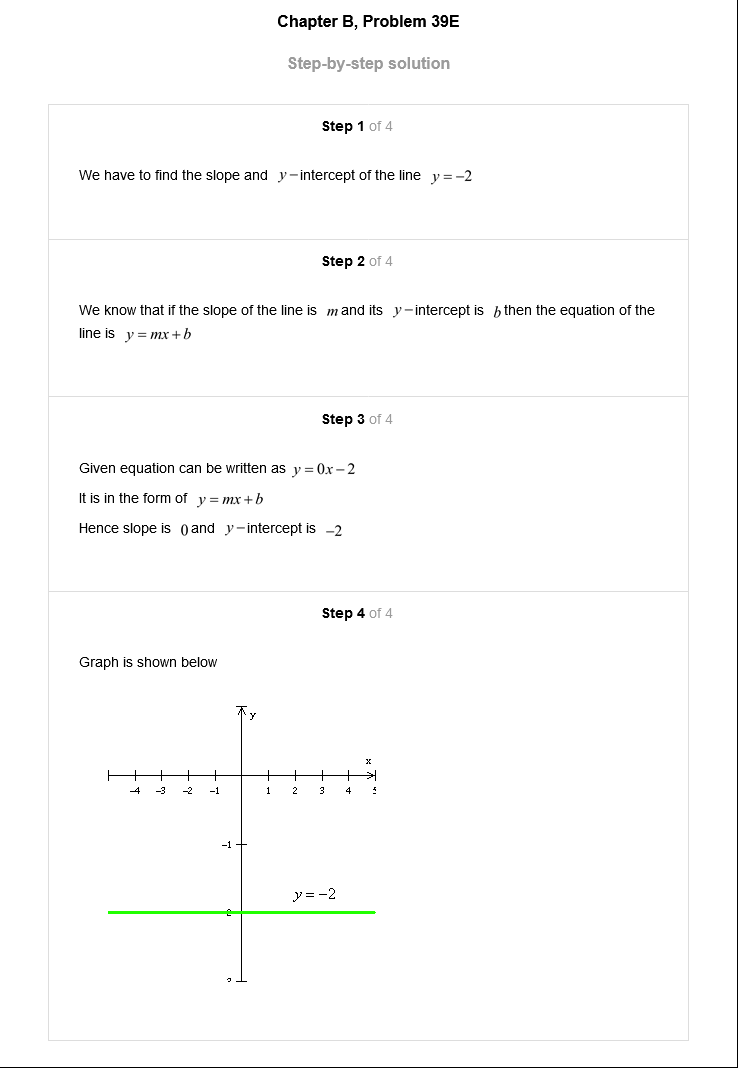 Chapter B, Problem 39E
Step-by-step solution
Step 1 of 4
We have to find the slope and y−intercept of the line y = −2
Step 2 of 4
We know that if the slope of the line is m and its y−intercept is b then the equation of the
line is y = mx + b
Step 3 of 4
Given equation can be written as y = 0x − 2
It is in the form of y = mx + b
Hence slope is 0 and y−intercept is −2
Step 4 of 4
Graph is shown below
y
x
−4 −3 −2 −1 1 2 3 4
−1
y = −2